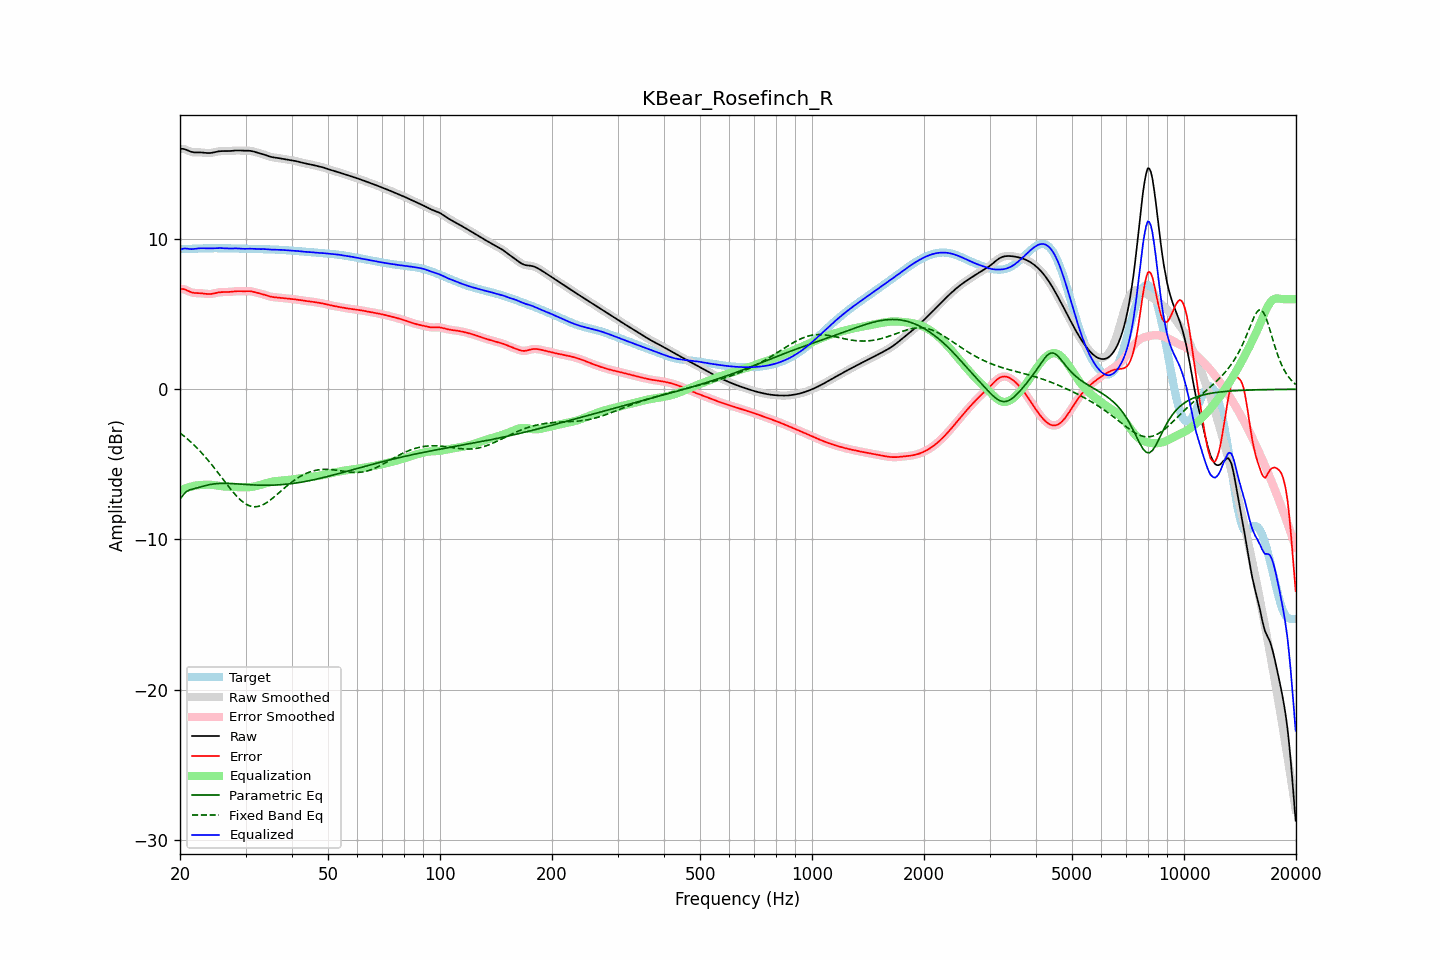 KBear_Rosefinch_R
10
0
−10
−20
−30
Amplitude (dBr)
Target
Raw Smoothed
Error Smoothed
Raw
Error
Equalization
Parametric Eq
Fixed Band Eq
Equalized
20 50 100 200 500 1000 2000 5000 10000 20000
Frequency (Hz)